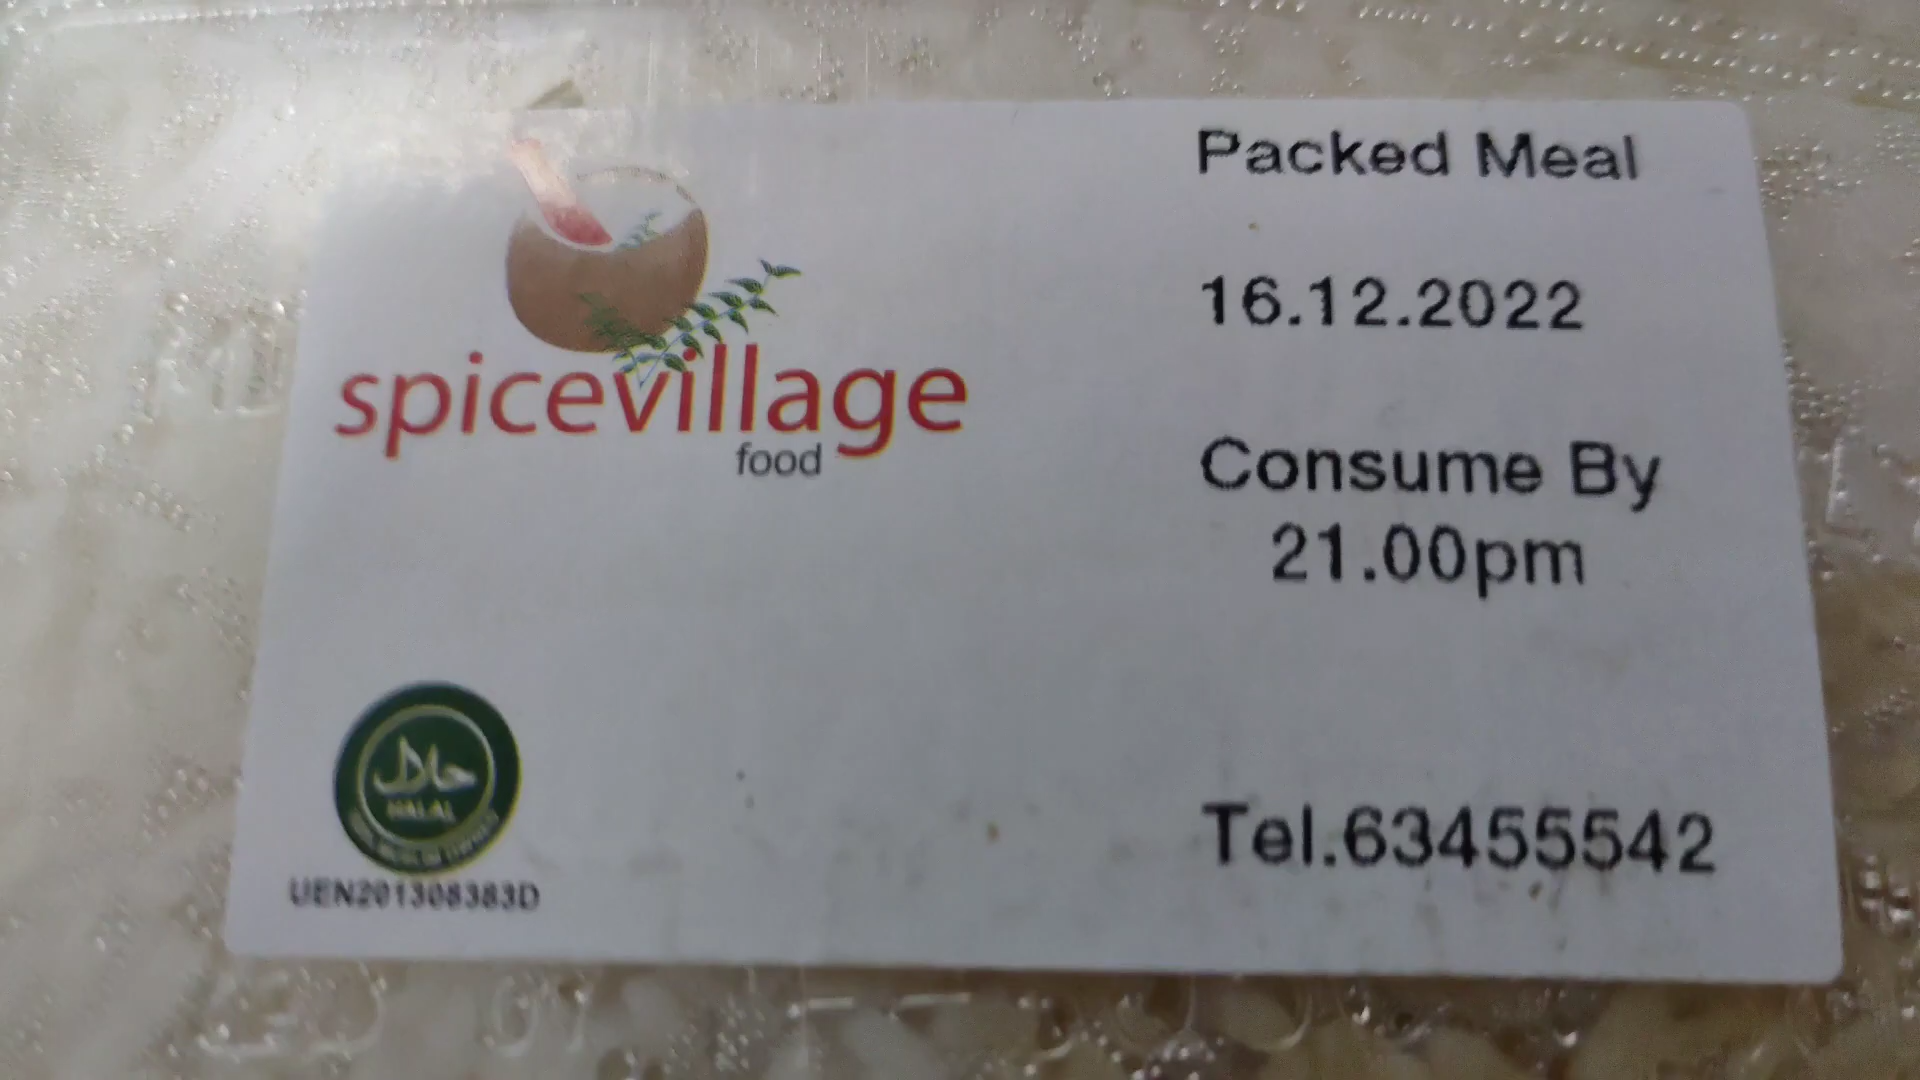 spicevillage
food
حلال
HALAL
UEN201308383D
Packed Meal
16.12.2022
Consume By
21.00pm
Tel.63455542